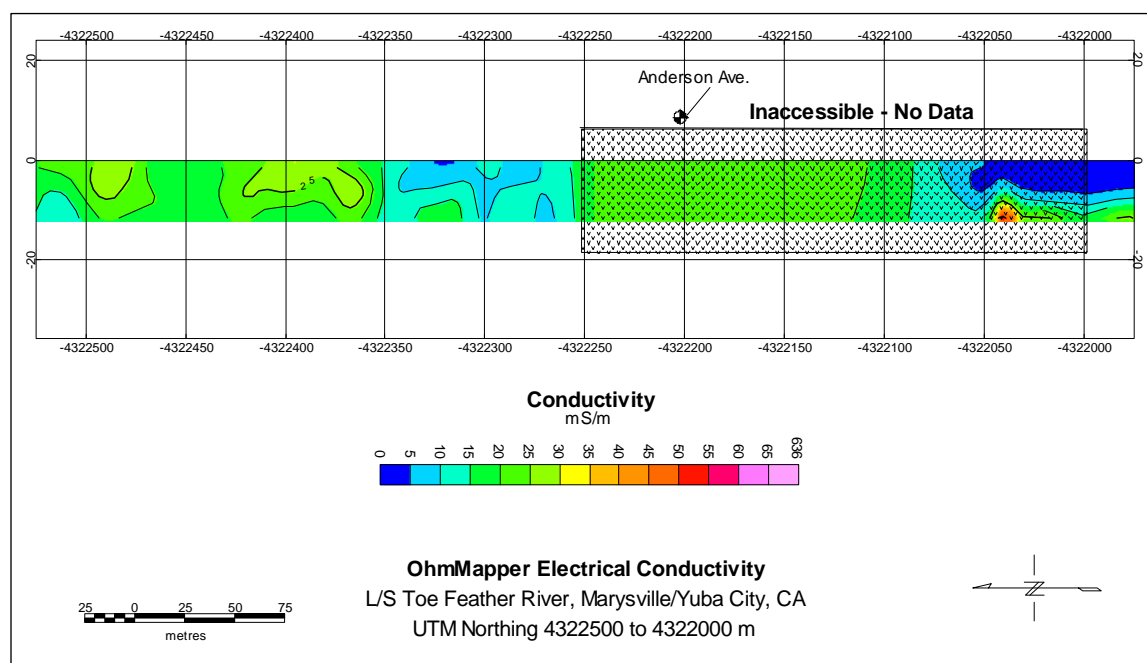 -4322500 -4322450 -4322400 -4322350 -4322300 -4322250 -4322200 -4322150 -4322100 -4322050 -4322000
20 20
Anderson Ave.
Inaccessible - No Data
0 0
25
-20 -20
-4322500 -4322450 -4322400 -4322350 -4322300 -4322250 -4322200 -4322150 -4322100 -4322050 -4322000
Conductivity
mS/m
0 5 10 15 20 25 30 35 40 45 50 55 60 65 636
OhmMapper Electrical Conductivity
L/S Toe Feather River, Marysville/Yuba City, CA
UTM Northing 4322500 to 4322000 m
25 0 25 50 75
metres
N